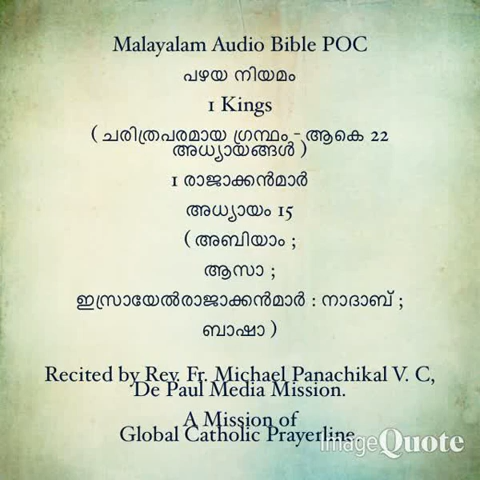 Malayalam Audio Bible POC
പഴയ നിയമം
1 Kings
( ചരിത്രപരമായ ഗ്രന്ഥം - ആകെ 22
അധ്യായങ്ങൾ )
1 രാജാക്കൻമാർ
അധ്യായം 15
( അബിയാം ;
ആസാ ;
ഇസ്രായേൽരാജാക്കൻമാർ : നാദാബ് ;
ബാഷാ )
Recited by Rev. Fr. Michael Panachikal V. C,
De Paul Media Mission.
A Mission of
Global Catholic Prayerline
ImageQuote